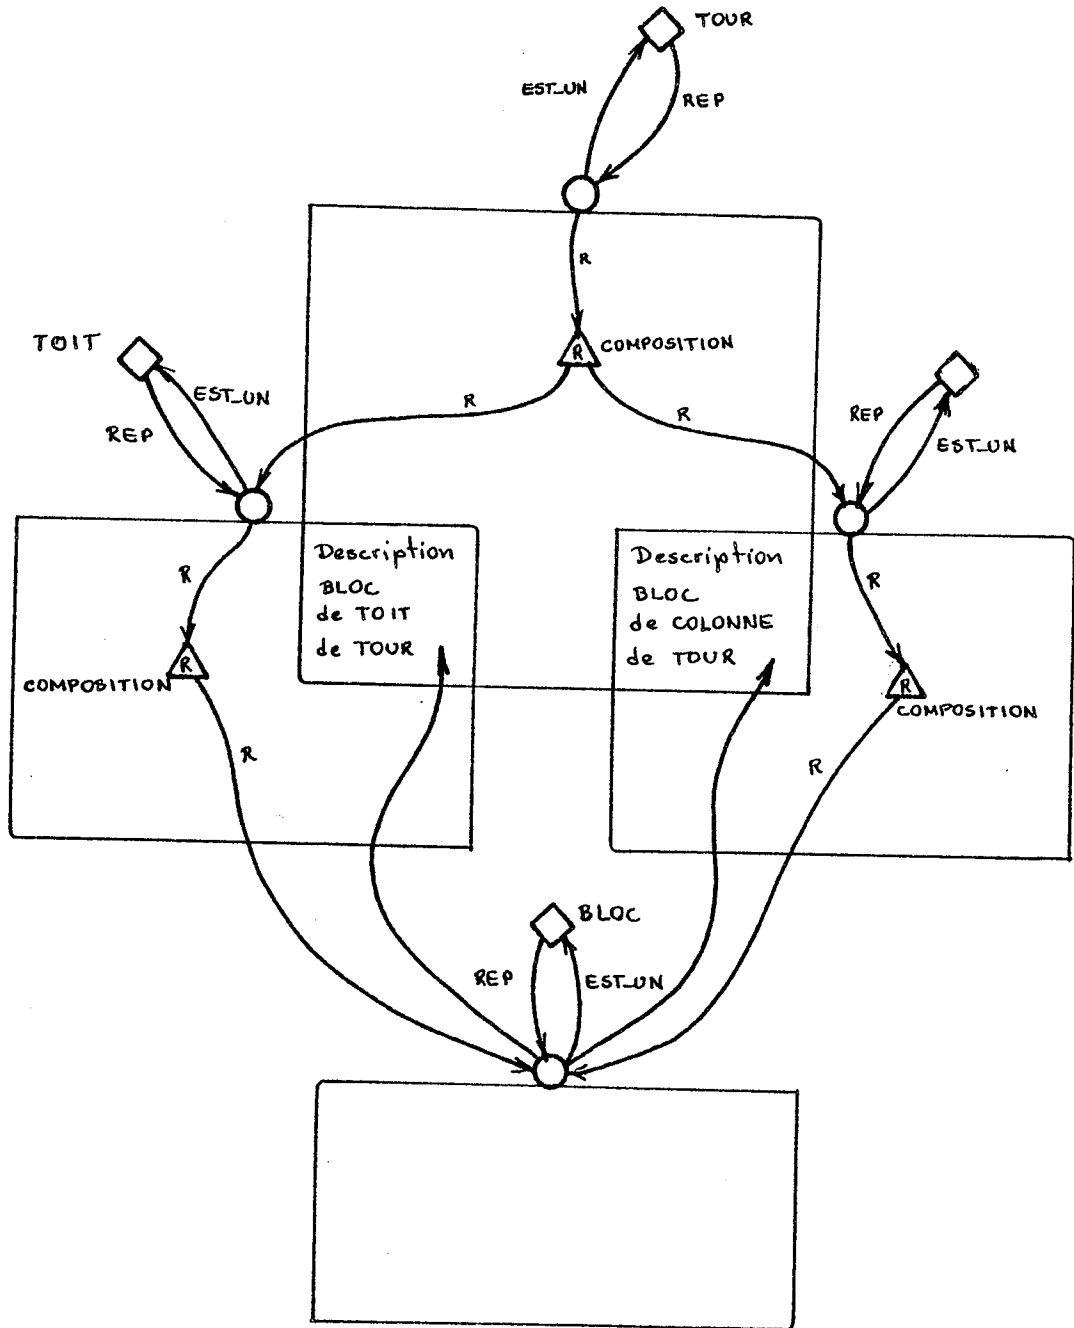 TOUR
EST_UN
REP
R
R COMPOSITION
TOIT
EST_UN
REP
R
R
REP
EST_UN
Description
BLOC
de TOIT
de TOUR
Description
BLOC
de COLONNE
de TOUR
R
R
COMPOSITION
R
R
R
COMPOSITION
R
BLOC
REP
EST_UN